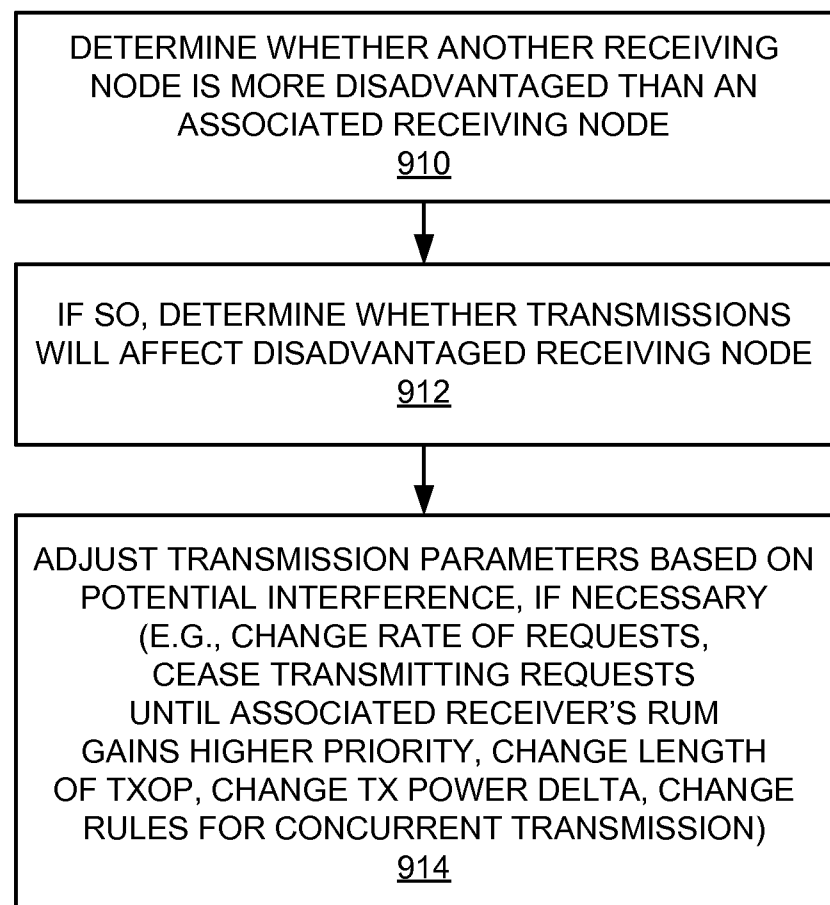 DETERMINE WHETHER ANOTHER RECEIVING
NODE IS MORE DISADVANTAGED THAN AN
ASSOCIATED RECEIVING NODE
910
IF SO, DETERMINE WHETHER TRANSMISSIONS
WILL AFFECT DISADVANTAGED RECEIVING NODE
912
ADJUST TRANSMISSION PARAMETERS BASED ON
POTENTIAL INTERFERENCE, IF NECESSARY
(E.G., CHANGE RATE OF REQUESTS,
CEASE TRANSMITTING REQUESTS
UNTIL ASSOCIATED RECEIVER'S RUM
GAINS HIGHER PRIORITY, CHANGE LENGTH
OF TXOP, CHANGE TX POWER DELTA, CHANGE
RULES FOR CONCURRENT TRANSMISSION)
914